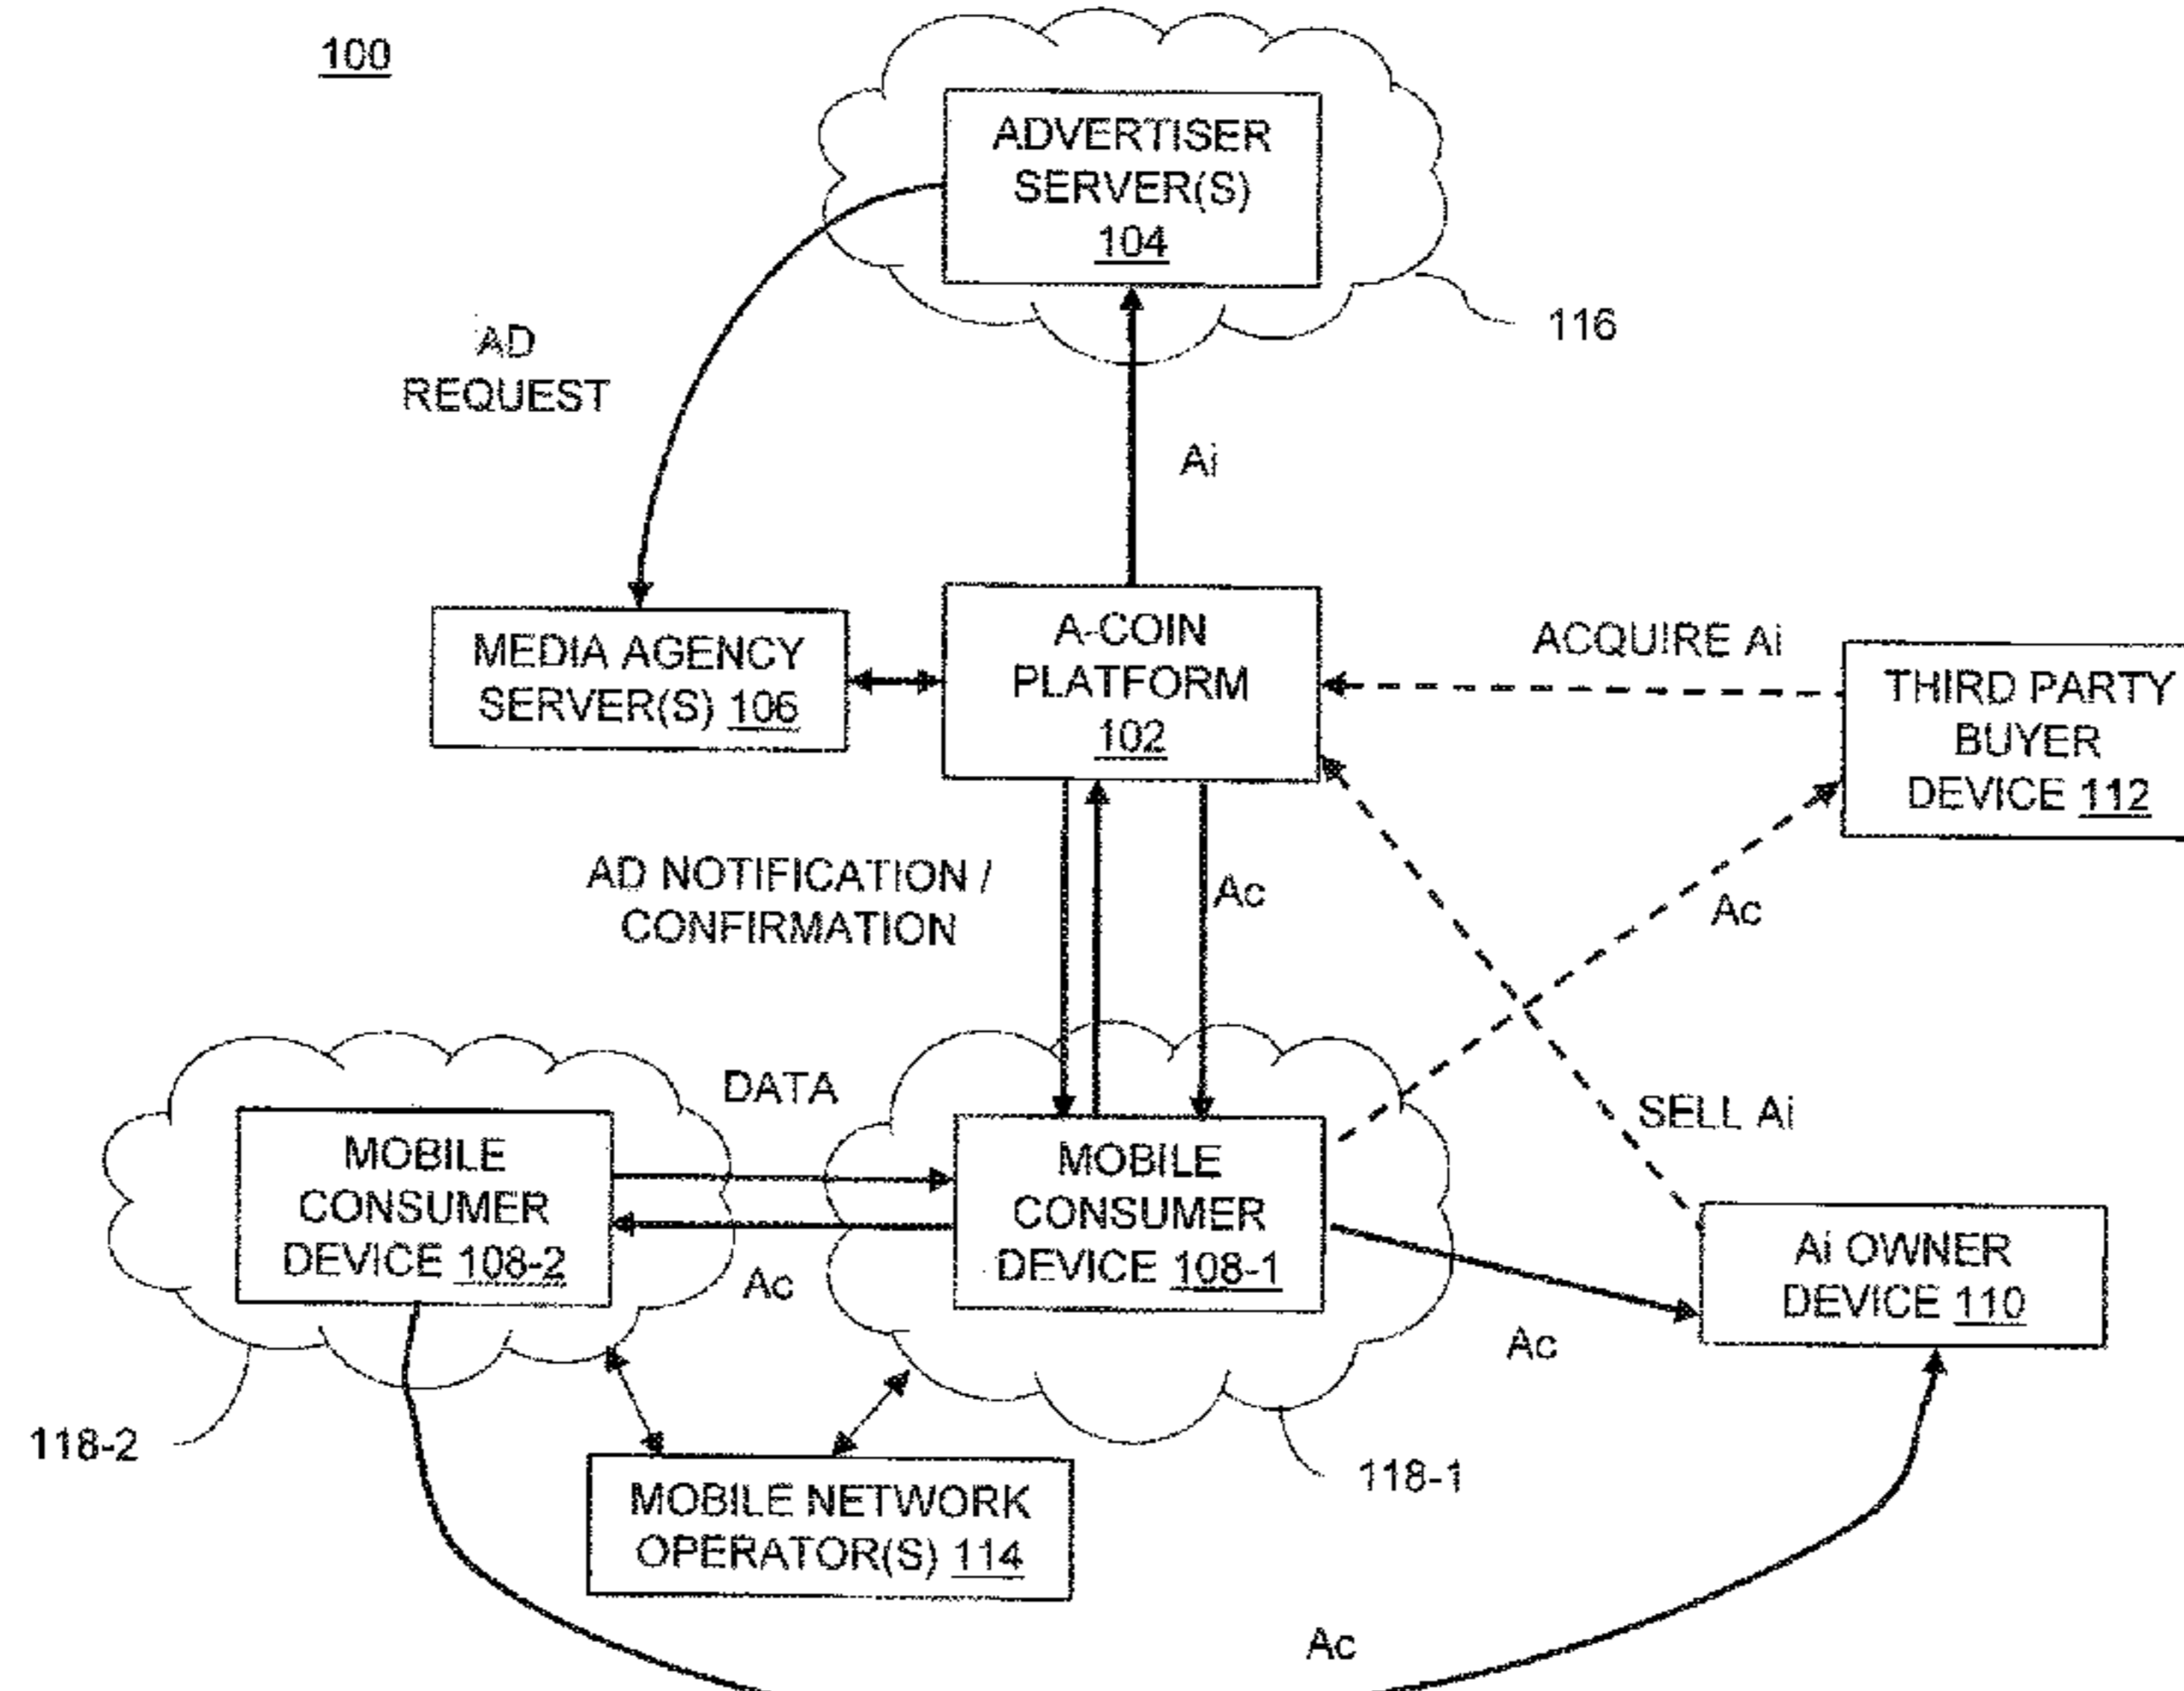 100
ADVERTISER
SERVER(S)
104
116
AD
REQUEST
Ai
MEDIA AGENCY
SERVER(S) 106
A-COIN
PLATFORM
102
ACQUIRE Ai
THIRD PARTY
BUYER
DEVICE 112
AD NOTIFICATION /
CONFIRMATION
Ac
Ac
DATA
SELL Ai
MOBILE
CONSUMER
DEVICE 108-2
MOBILE
CONSUMER
DEVICE 108-1
Ac
Ai OWNER
DEVICE 110
Ac
118-2
118-1
MOBILE NETWORK
OPERATOR(S) 114
Ac